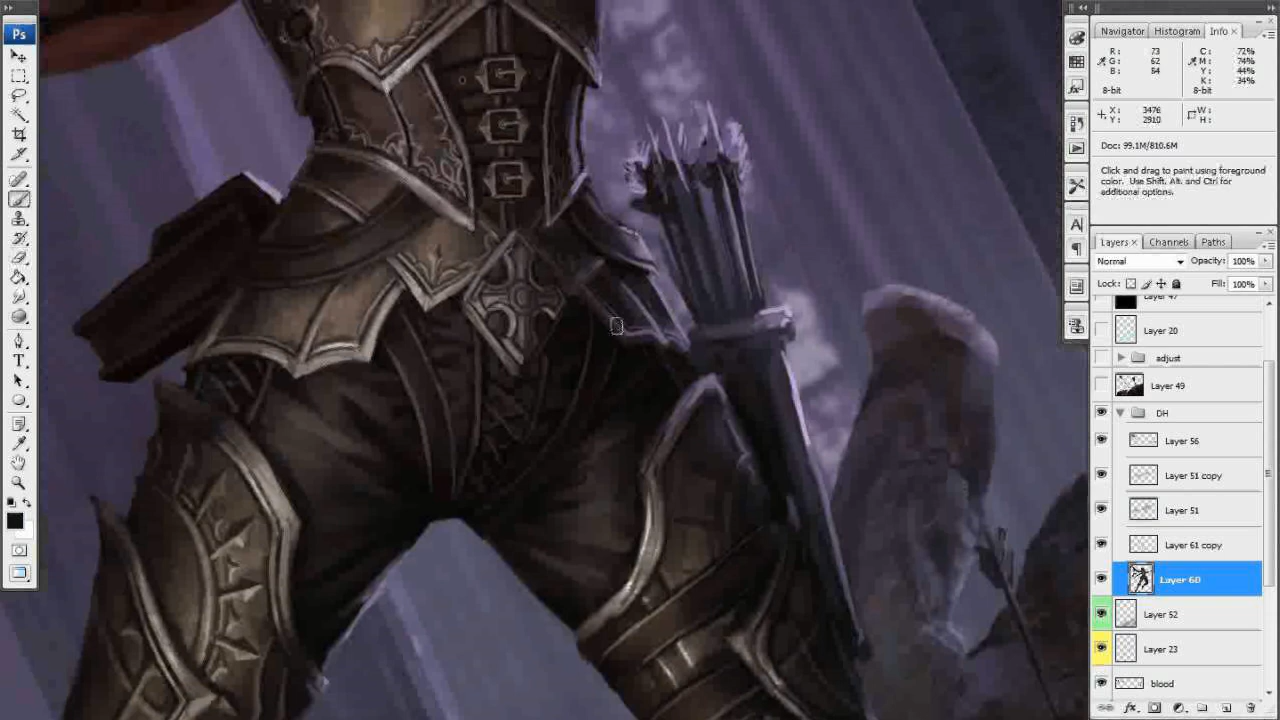 Ps
Navigator Histogram Info ×
R: 73 C: 72%
G: 62 M: 74%
B: 54 Y: 44%
K: 34%
8-bit 8-bit
X: 3476 W:
Y: 2910 H:
Doc: 99.1M/810.6M
Click and drag to paint using foreground
color. Use Shift, Alt, and Ctrl for
additional options.
Layers × Channels Paths
Normal Opacity: 100%
Lock: Fill: 100%
Layer 47
Layer 20
adjust
Layer 49
DH
Layer 56
Layer 51 copy
Layer 51
Layer 61 copy
Layer 60
Layer 52
Layer 23
blood